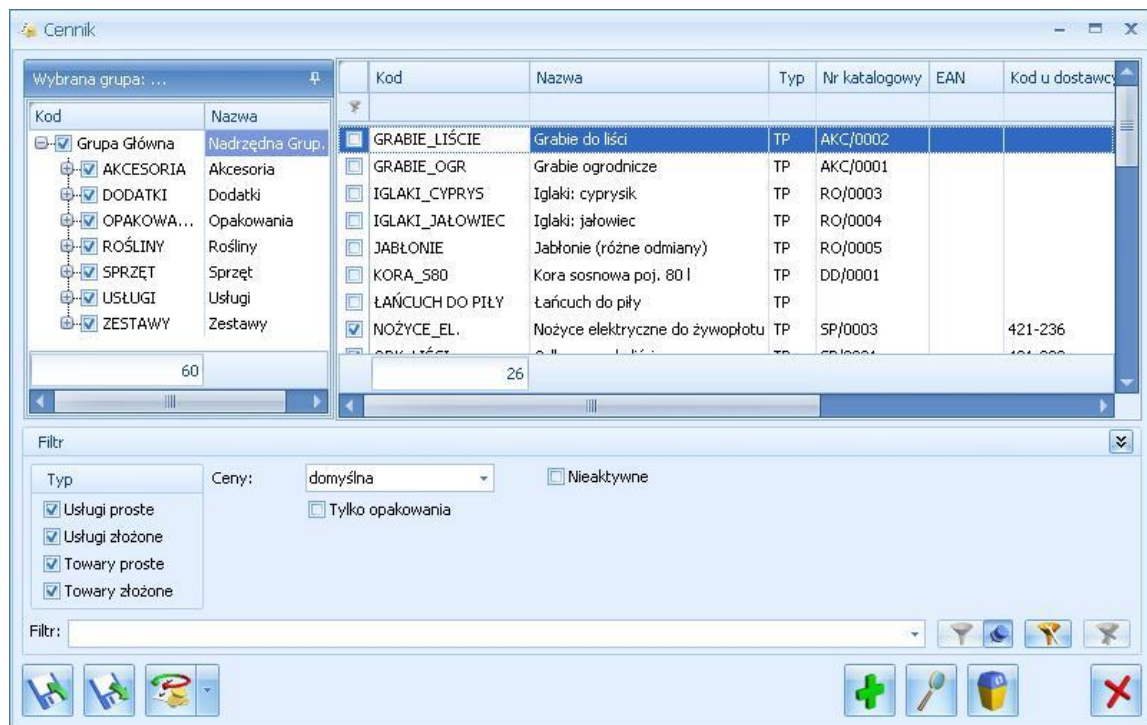 Cennik
Wybrana grupa: ...
Kod Nazwa
Grupa Główna Nadrzędna Grup.
AKCESORIA Akcesoria
DODATKI Dodatki
OPAKOWA... Opakowania
ROŚLINY Rośliny
SPRZĘT Sprzęt
USŁUGI Usługi
ZESTAWY Zestawy
60
Kod Nazwa Typ Nr katalogowy EAN Kod u dostawcy
GRABIE_LIŚCIE Grabie do liści TP AKC/0002
GRABIE_OGR Grabie ogrodnicze TP AKC/0001
IGLAKI_CYPRYS Iglaki: cyprysik TP RO/0003
IGLAKI_JAŁOWIEC Iglaki: jałowiec TP RO/0004
JABŁONIE Jabłonie (różne odmiany) TP RO/0005
KORA_S80 Kora sosnowa poj. 80 l TP DD/0001
ŁAŃCUCH DO PIŁY Łańcuch do piły TP
NOŻYCE_EL. Nożyce elektryczne do żywopłotu TP SP/0003 421-236
26
Filtr
Typ
Usługi proste
Usługi złożone
Towary proste
Towary złożone
Ceny: domyślna Nieaktywne
Tylko opakowania
Filtr: